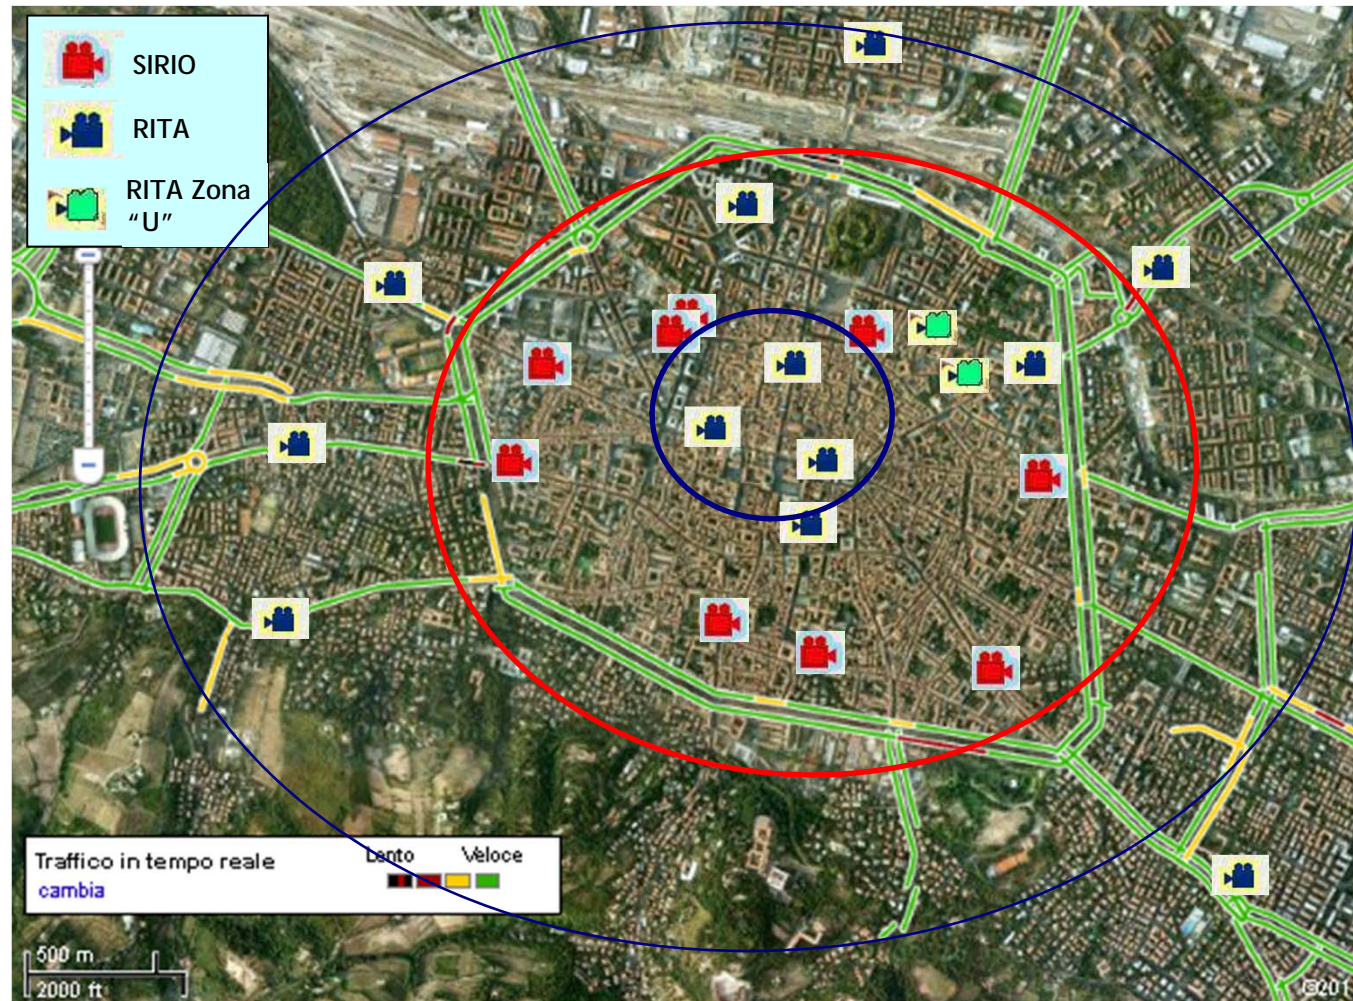 SIRIO
RITA
RITA Zona
“U”
Traffico in tempo reale
Lento Veloce
cambia
500 m
2000 ft
©201